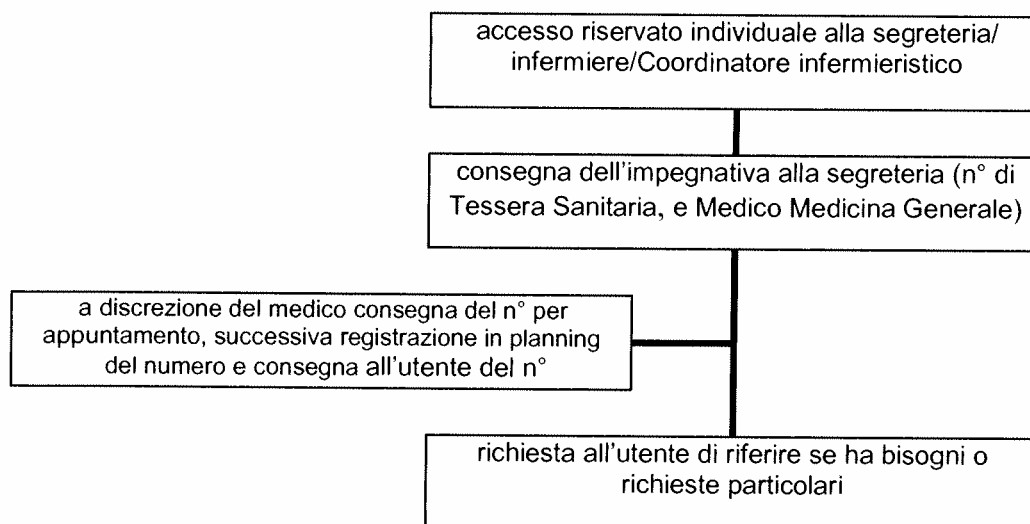 accesso riservato individuale alla segreteria/
infermiere/Coordinatore infermieristico
consegna dell'impegnativa alla segreteria (n° di
Tessera Sanitaria, e Medico Medicina Generale)
a discrezione del medico consegna del n° per
appuntamento, successiva registrazione in planning
del numero e consegna all'utente del n°
richiesta all'utente di riferire se ha bisogni o
richieste particolari